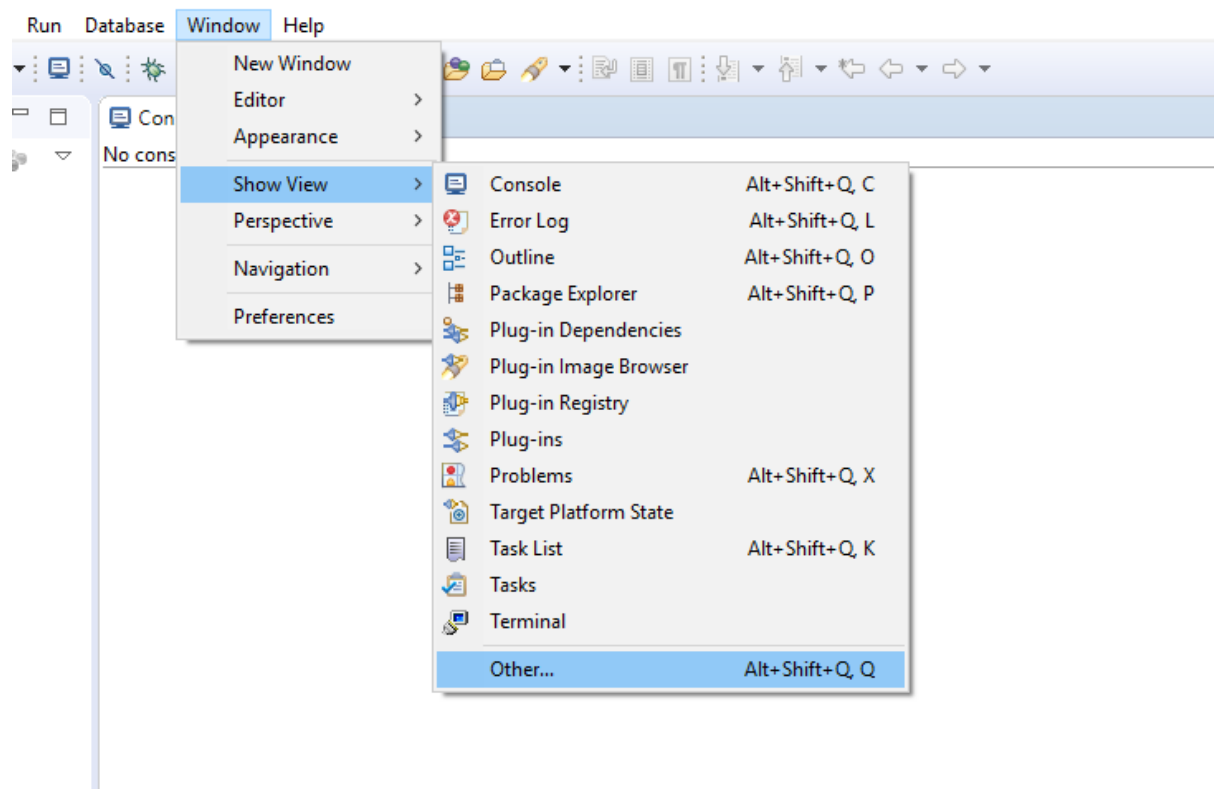 Run Database Window Help
New Window
Editor
Appearance
Con
No cons
Show View
Perspective
Navigation
Preferences
Console Alt+Shift+Q, C
Error Log Alt+Shift+Q, L
Outline Alt+Shift+Q, O
Package Explorer Alt+Shift+Q, P
Plug-in Dependencies
Plug-in Image Browser
Plug-in Registry
Plug-ins
Problems Alt+Shift+Q, X
Target Platform State
Task List Alt+Shift+Q, K
Tasks
Terminal
Other... Alt+Shift+Q, Q